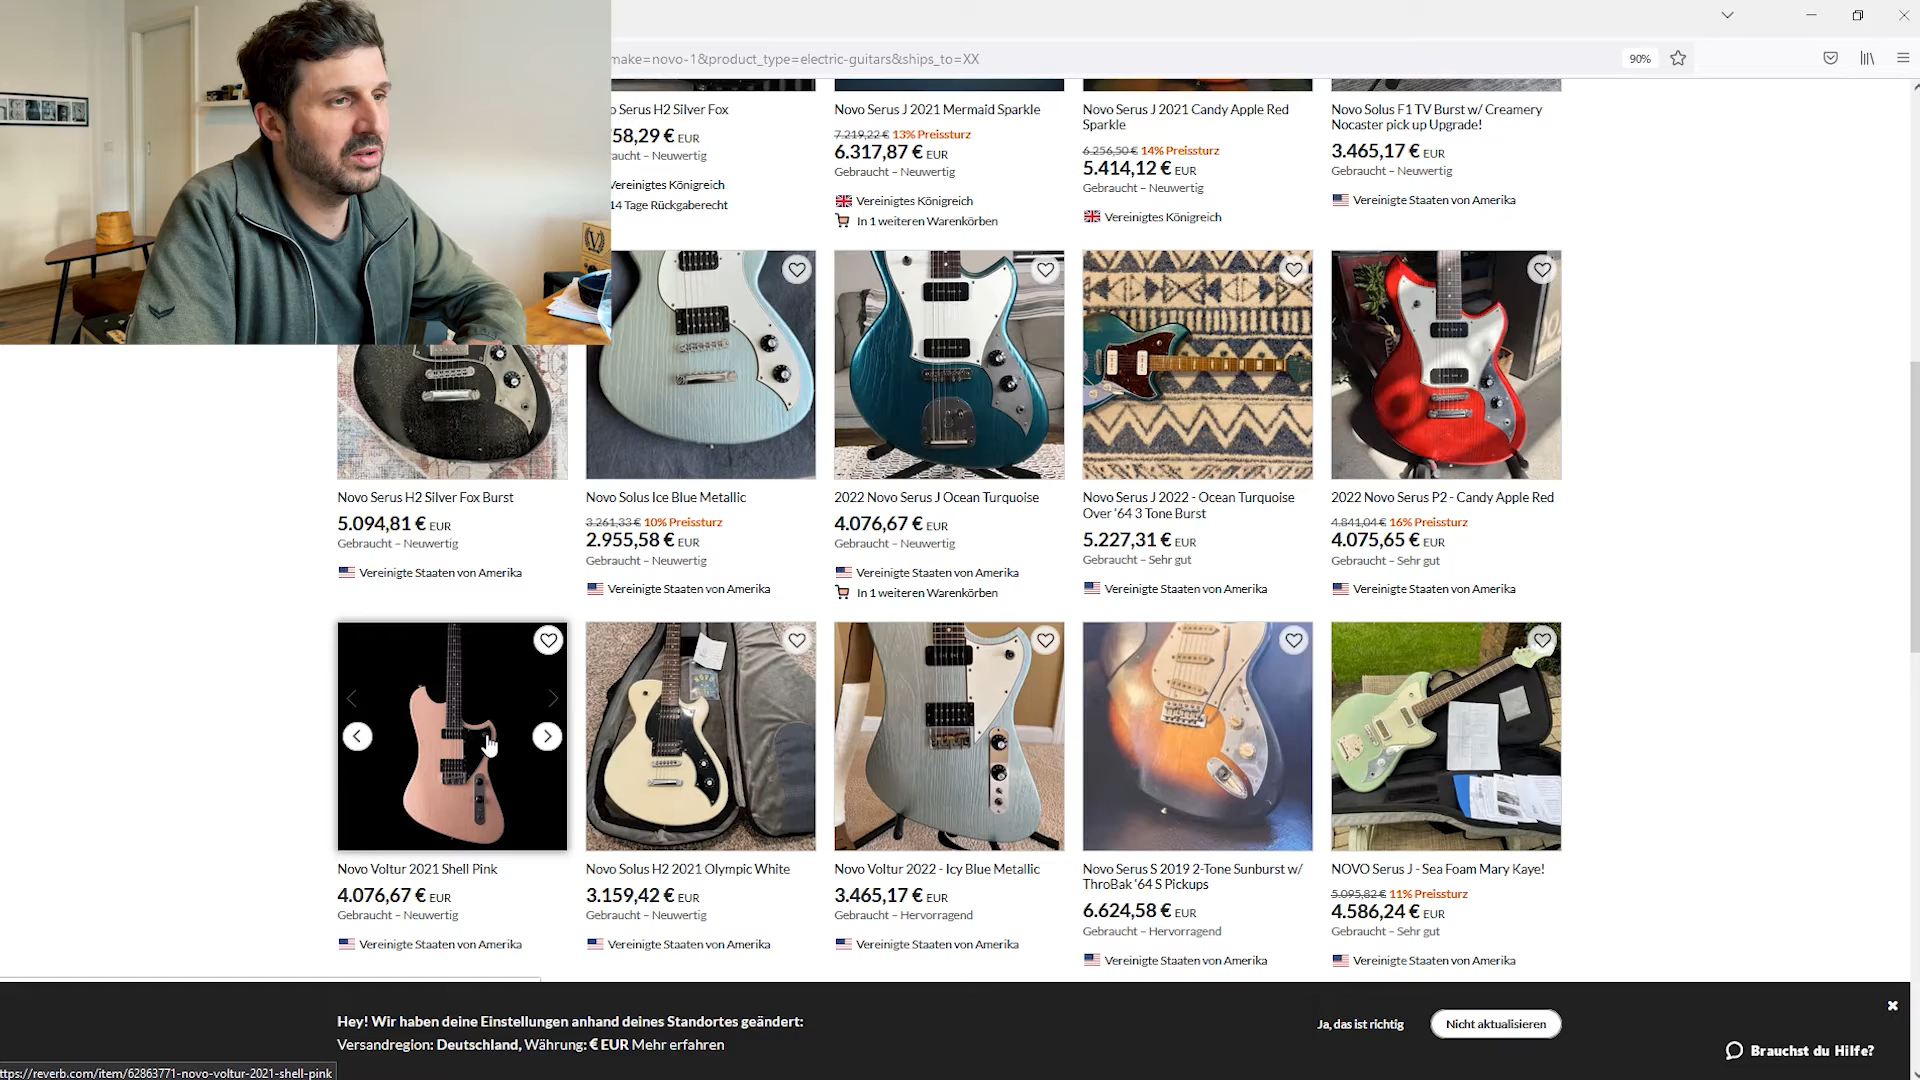 make=novo-1&product_type=electric-guitars&ships_to=XX
90%
Serus H2 Silver Fox
58,29 € EUR
Neuwertig
Vereinigtes Königreich
14 Tage Rückgaberecht
Novo Serus J 2021 Mermaid Sparkle
7.219,22 € 13% Preissturz
6.317,87 € EUR
Gebraucht – Neuwertig
Vereinigtes Königreich
In 1 weiteren Warenkörben
Novo Serus J 2021 Candy Apple Red
Sparkle
6.256,50 € 14% Preissturz
5.414,12 € EUR
Gebraucht – Neuwertig
Vereinigtes Königreich
Novo Solus F1 TV Burst w/ Creamery
Nocaster pick up Upgrade!
3.465,17 € EUR
Gebraucht – Neuwertig
Vereinigte Staaten von Amerika
Novo Serus H2 Silver Fox Burst
5.094,81 € EUR
Gebraucht – Neuwertig
Vereinigte Staaten von Amerika
Novo Solus Ice Blue Metallic
3.261,33 € 10% Preissturz
2.955,58 € EUR
Gebraucht – Neuwertig
Vereinigte Staaten von Amerika
2022 Novo Serus J Ocean Turquoise
4.076,67 € EUR
Gebraucht – Neuwertig
Vereinigte Staaten von Amerika
In 1 weiteren Warenkörben
Novo Serus J 2022 - Ocean Turquoise
Over '64 3 Tone Burst
5.227,31 € EUR
Gebraucht – Sehr gut
Vereinigte Staaten von Amerika
2022 Novo Serus P2 - Candy Apple Red
4.841,04 € 16% Preissturz
4.075,65 € EUR
Gebraucht – Sehr gut
Vereinigte Staaten von Amerika
Novo Voltur 2021 Shell Pink
4.076,67 € EUR
Gebraucht – Neuwertig
Vereinigte Staaten von Amerika
Novo Solus H2 2021 Olympic White
3.159,42 € EUR
Gebraucht – Neuwertig
Vereinigte Staaten von Amerika
Novo Voltur 2022 - Icy Blue Metallic
3.465,17 € EUR
Gebraucht – Hervorragend
Vereinigte Staaten von Amerika
Novo Serus S 2019 2-Tone Sunburst w/
ThroBak '64 S Pickups
6.624,58 € EUR
Gebraucht – Hervorragend
Vereinigte Staaten von Amerika
NOVO Serus J - Sea Foam Mary Kaye!
5.095,82 € 11% Preissturz
4.586,24 € EUR
Gebraucht – Sehr gut
Vereinigte Staaten von Amerika
Hey! Wir haben deine Einstellungen anhand deines Standortes geändert:
Versandregion: Deutschland, Währung: € EUR Mehr erfahren
Ja, das ist richtig
Nicht aktualisieren
Brauchst du Hilfe?
ttps://reverb.com/item/62863771-novo-voltur-2021-shell-pink